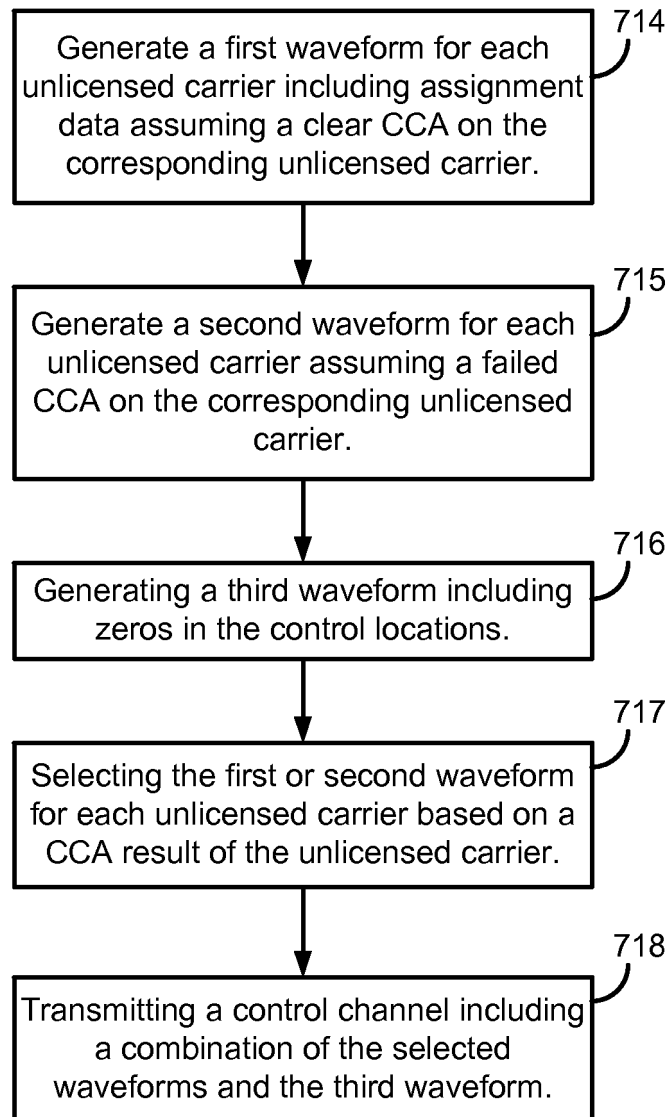 714
Generate a first waveform for each
unlicensed carrier including assignment
data assuming a clear CCA on the
corresponding unlicensed carrier.
715
Generate a second waveform for each
unlicensed carrier assuming a failed
CCA on the corresponding unlicensed
carrier.
716
Generating a third waveform including
zeros in the control locations.
717
Selecting the first or second waveform
for each unlicensed carrier based on a
CCA result of the unlicensed carrier.
718
Transmitting a control channel including
a combination of the selected
waveforms and the third waveform.